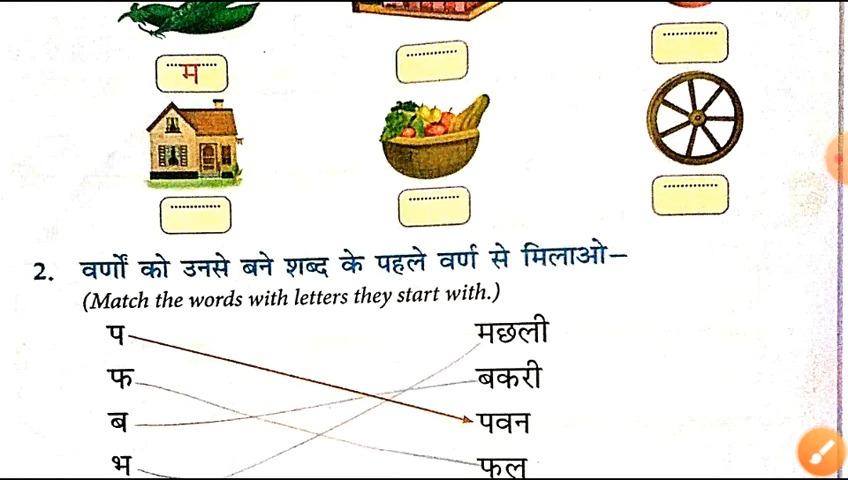 म
2. वर्णों को उनसे बने शब्द के पहले वर्ण से मिलाओ–
(Match the words with letters they start with.)
प मछली
फ बकरी
ब पवन
भ फल